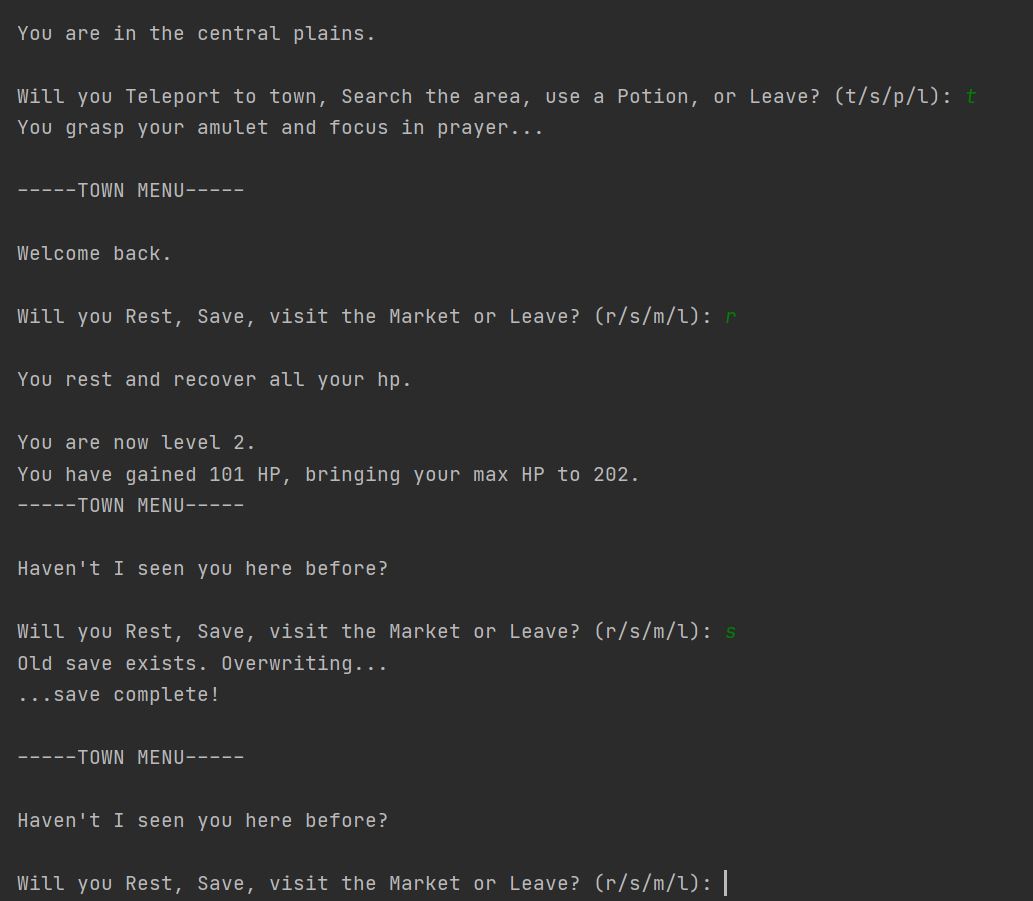 You are in the central plains.
Will you Teleport to town, Search the area, use a Potion, or Leave? (t/s/p/l): t
You grasp your amulet and focus in prayer...
-----TOWN MENU-----
Welcome back.
Will you Rest, Save, visit the Market or Leave? (r/s/m/l): r
You rest and recover all your hp.
You are now level 2.
You have gained 101 HP, bringing your max HP to 202.
-----TOWN MENU-----
Haven't I seen you here before?
Will you Rest, Save, visit the Market or Leave? (r/s/m/l): s
Old save exists. Overwriting...
...save complete!
-----TOWN MENU-----
Haven't I seen you here before?
Will you Rest, Save, visit the Market or Leave? (r/s/m/l):